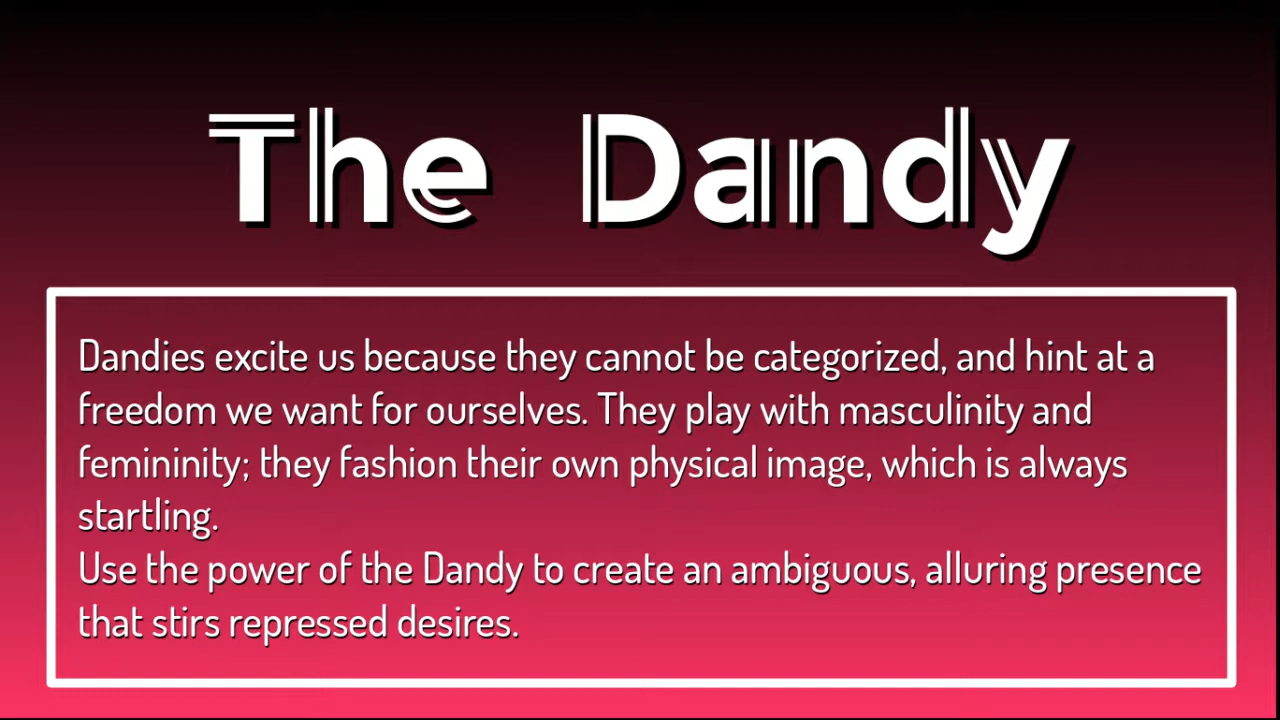 The Dandy
Dandies excite us because they cannot be categorized, and hint at a
freedom we want for ourselves. They play with masculinity and
femininity; they fashion their own physical image, which is always
startling.
Use the power of the Dandy to create an ambiguous, alluring presence
that stirs repressed desires.